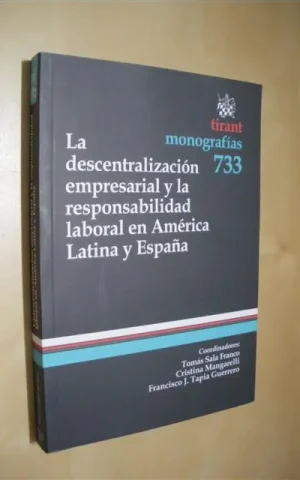 tirant
monografías
733
La
descentralización
empresarial y la
responsabilidad
laboral en América
Latina y España
Coordinadores:
Tomás Sala Franco
Cristina Mangarelli
Francisco J. Tapia Guerrero